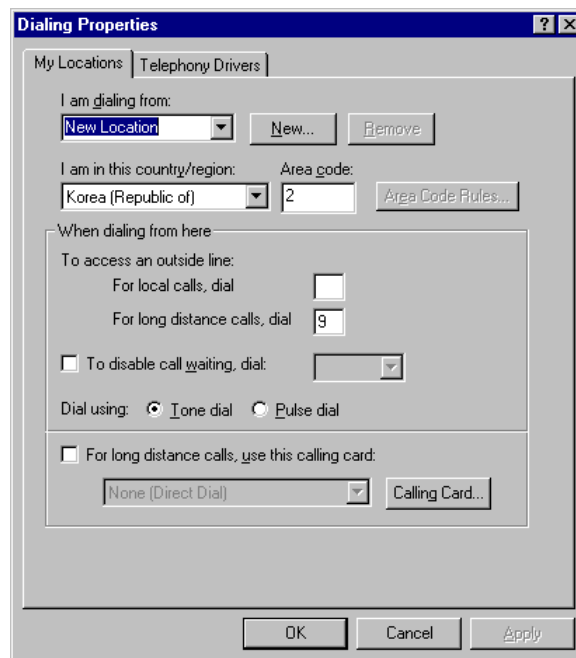 Dialing Properties
My Locations Telephony Drivers
I am dialing from:
New Location New... Remove
I am in this country/region: Area code:
Korea (Republic of) 2 Area Code Rules...
When dialing from here
To access an outside line:
For local calls, dial
For long distance calls, dial 9
To disable call waiting, dial:
Dial using: Tone dial Pulse dial
For long distance calls, use this calling card:
None (Direct Dial) Calling Card...
OK Cancel Apply